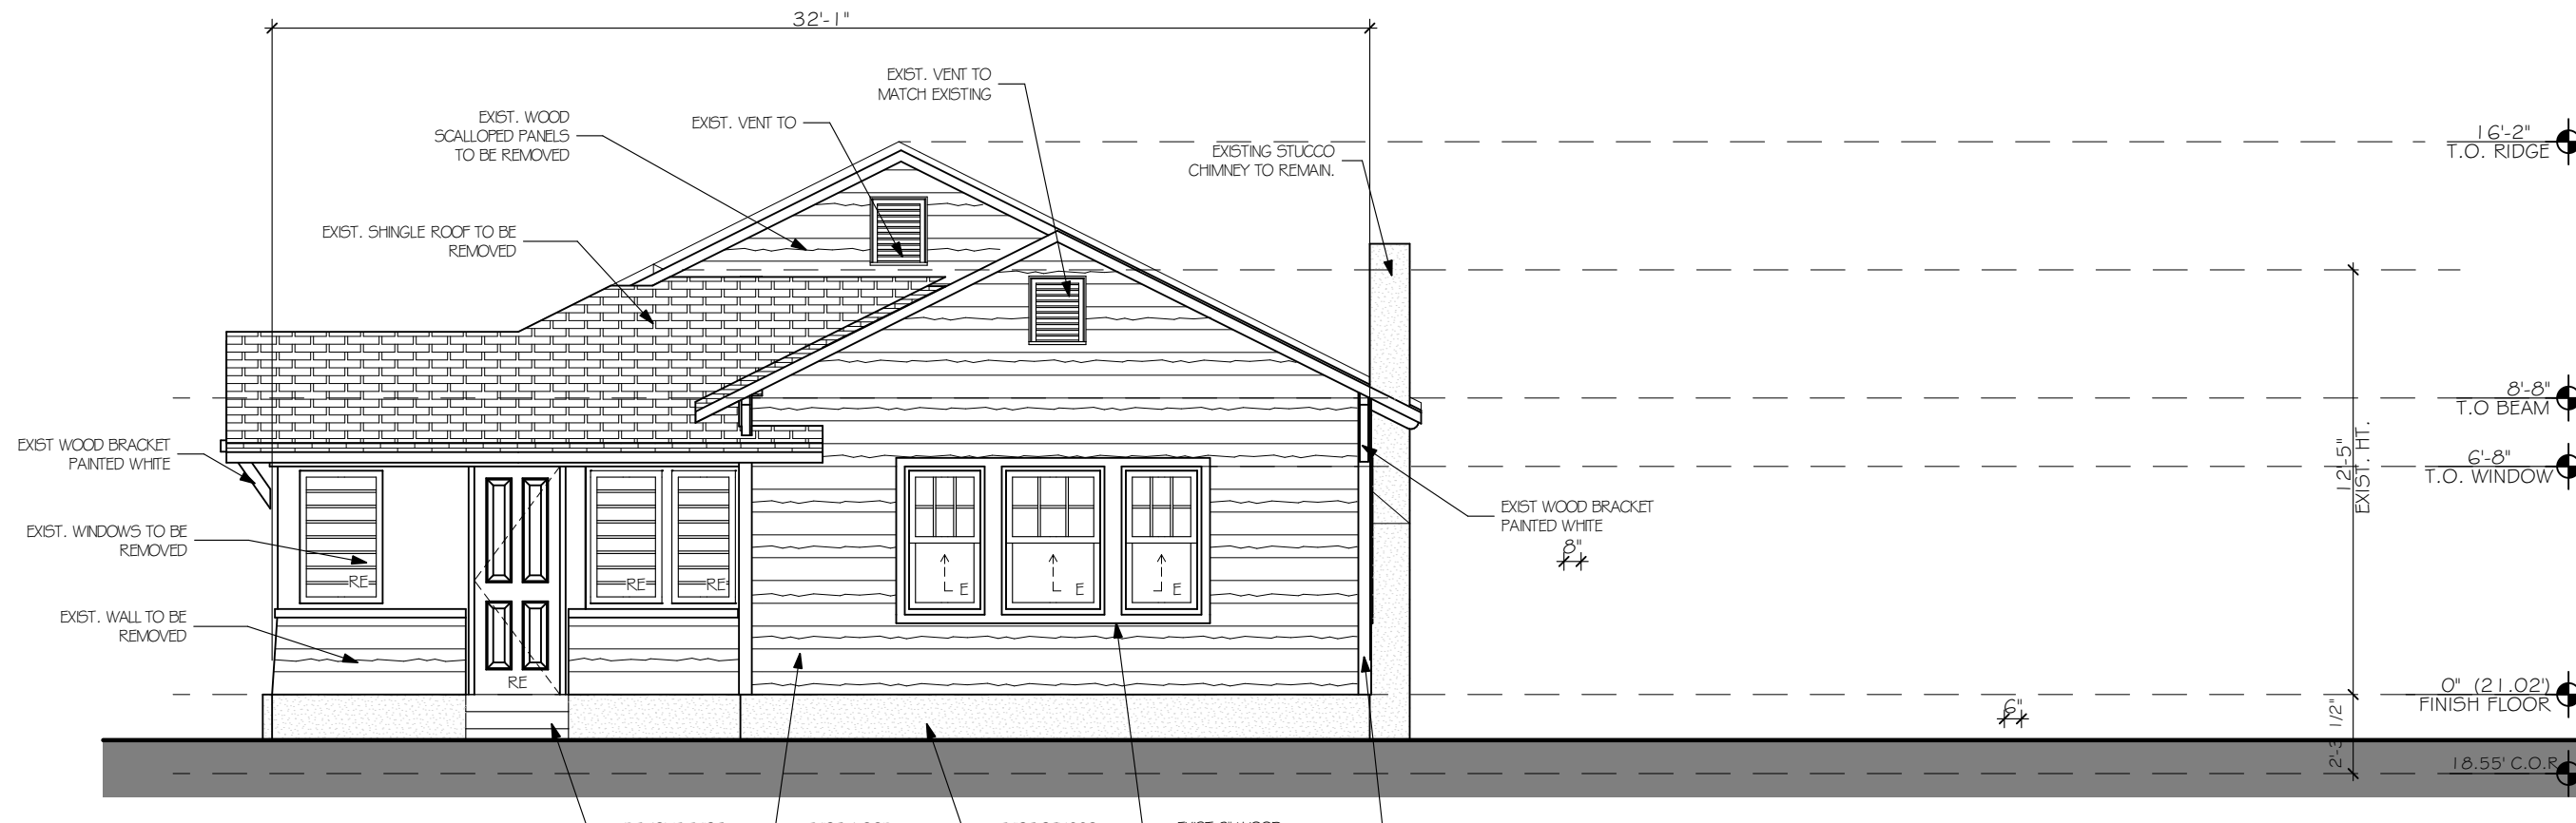 32'-1"
EXIST. VENT TO
MATCH EXISTING
EXIST. WOOD
SCALLOPED PANELS
TO BE REMOVED
EXIST. VENT TO
EXISTING STUCCO
CHIMNEY TO REMAIN.
16'-2"
T.O. RIDGE
EXIST. SHINGLE ROOF TO BE
REMOVED
8'-8"
T.O BEAM
EXIST WOOD BRACKET
PAINTED WHITE
12'-5"
EXIST. HT.
6'-8"
T.O. WINDOW
EXIST WOOD BRACKET
PAINTED WHITE
8"
EXIST. WINDOWS TO BE
REMOVED
RE
RE
RE
E
E
E
EXIST. WALL TO BE
REMOVED
RE
0" (21.02')
FINISH FLOOR
6"
2'-3 1/2"
18.55' C.O.R